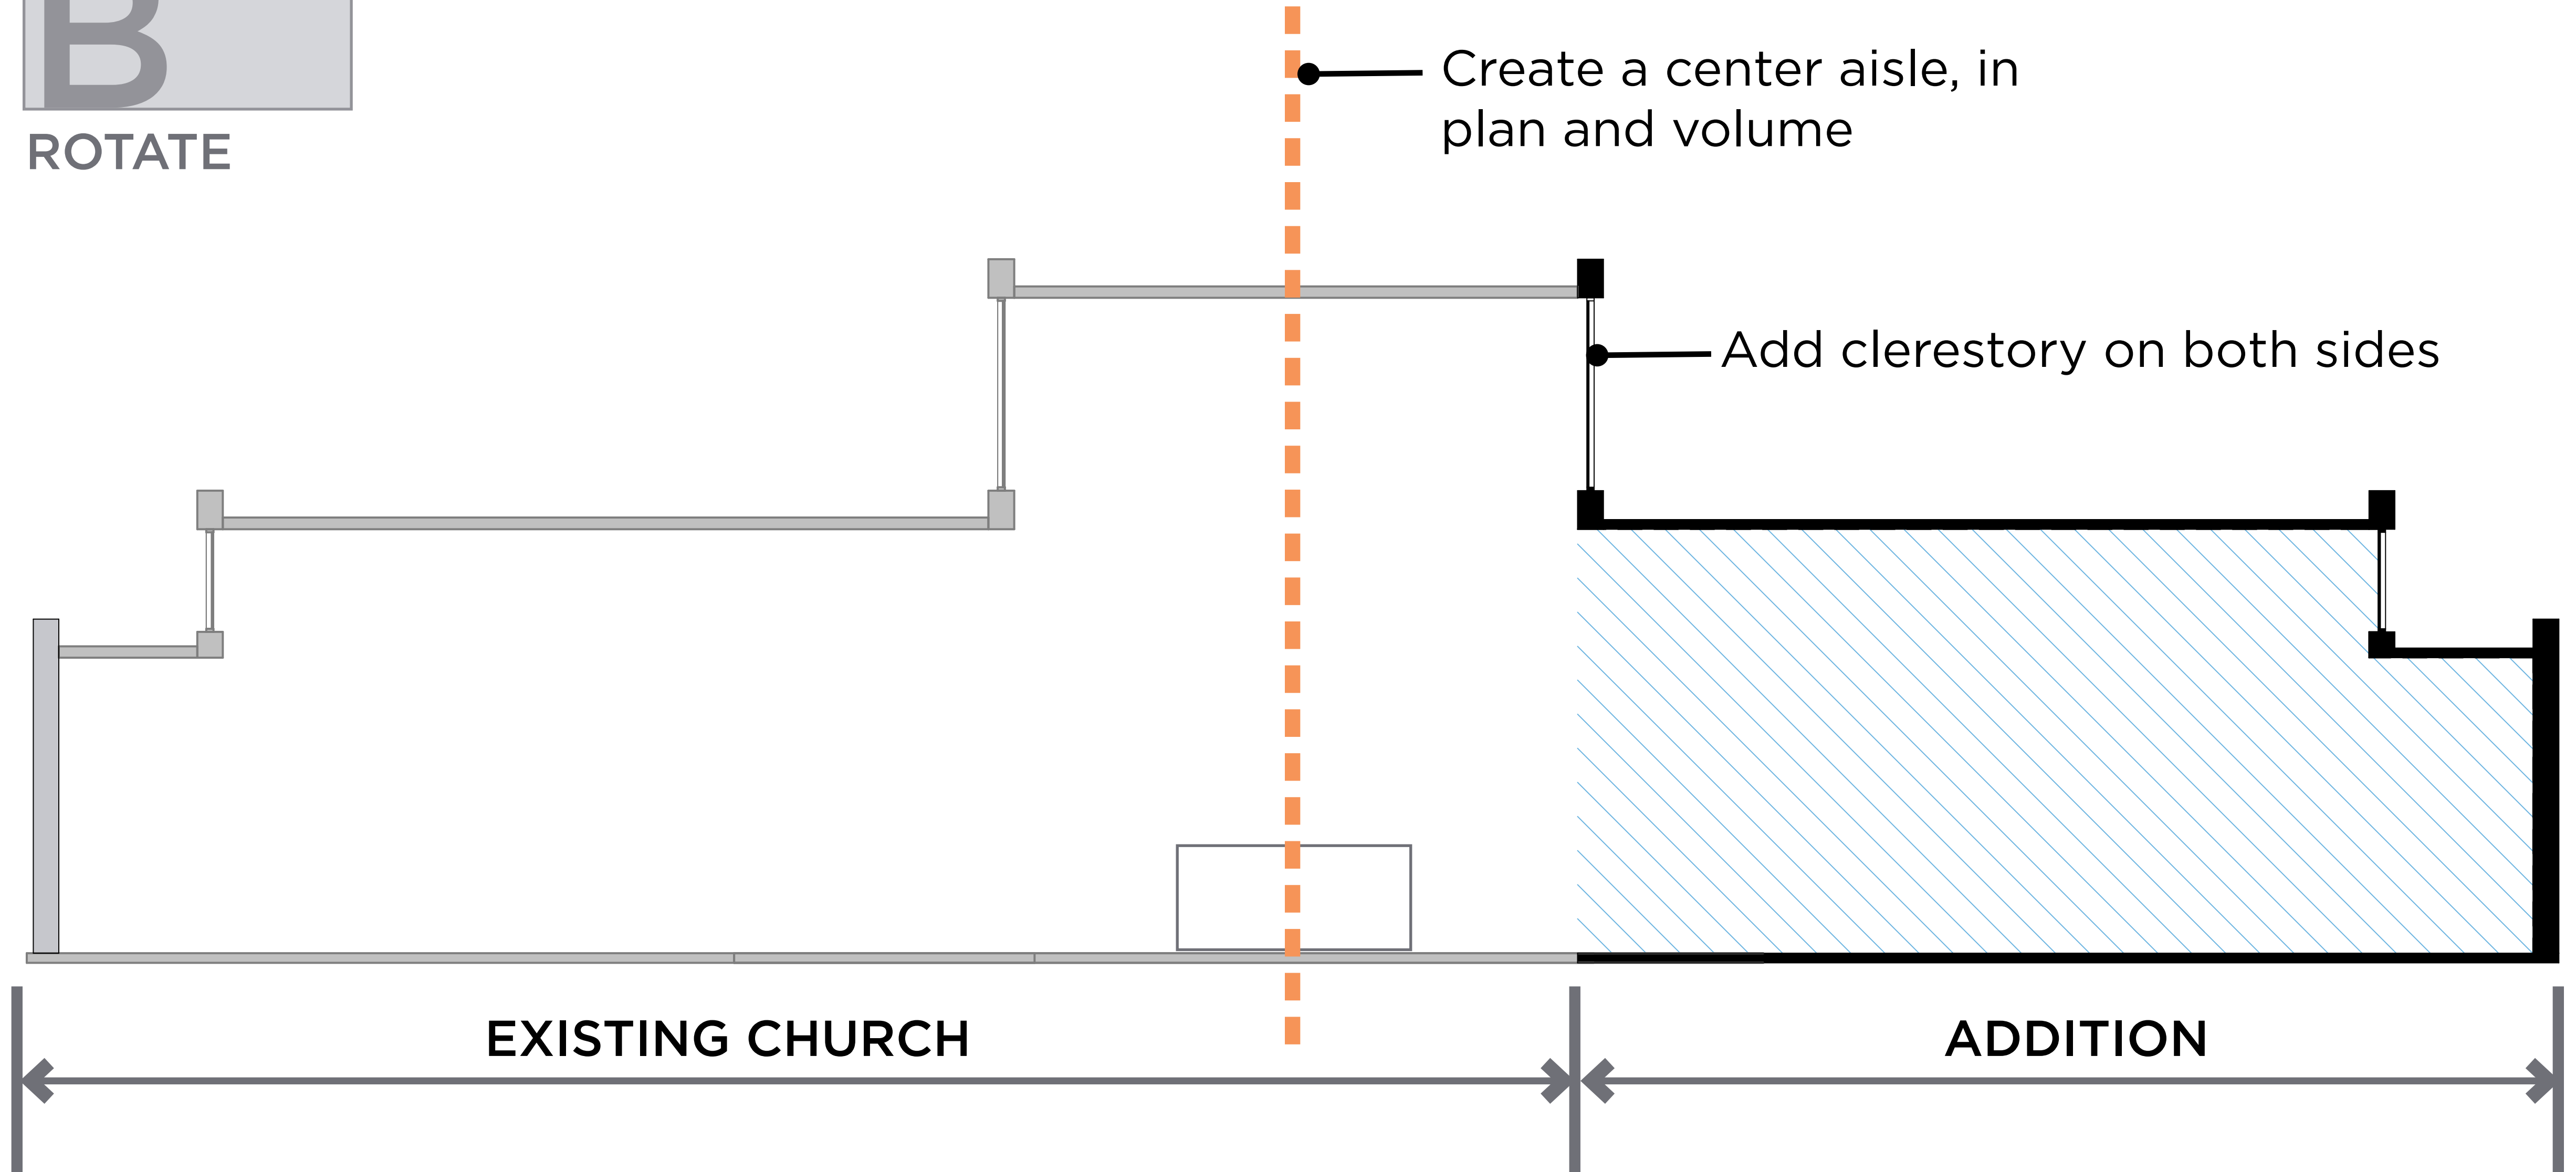 B
ROTATE
Create a center aisle, in
plan and volume
Add clerestory on both sides
EXISTING CHURCH
ADDITION